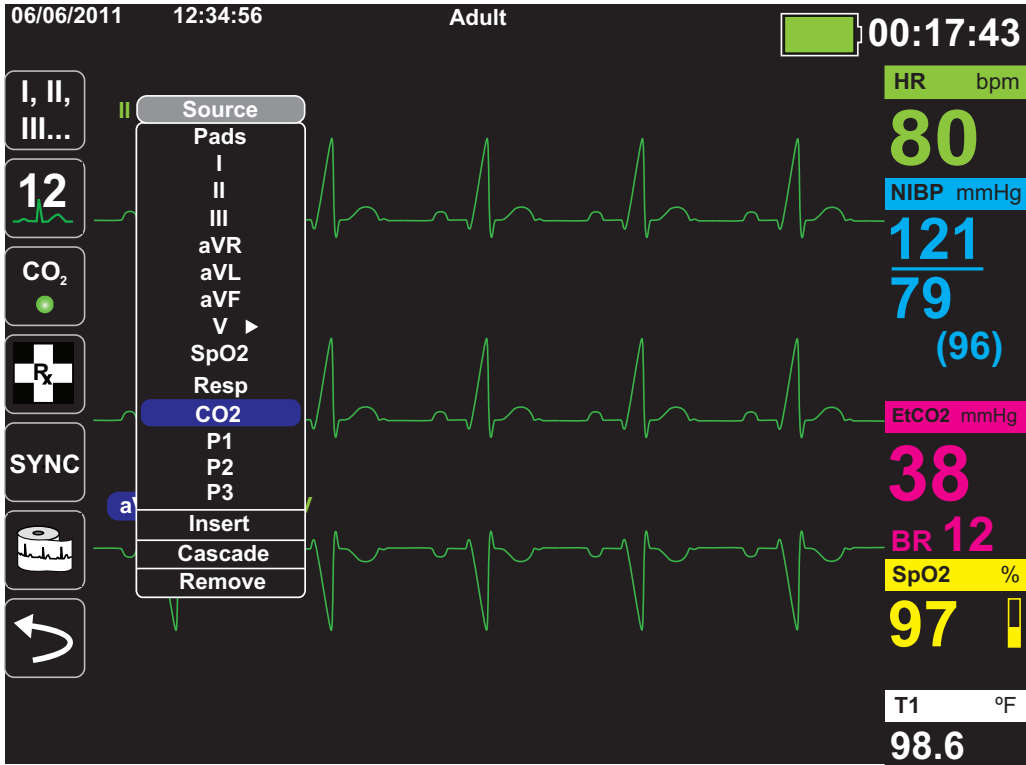 06/06/2011 12:34:56 Adult 00:17:43
I, II,
III...
12
CO₂
Rx
SYNC
II
Source
Pads
I
II
III
aVR
aVL
aVF
V
SpO2
Resp
CO2
P1
P2
P3
Insert
Cascade
Remove
HR bpm
80
NIBP mmHg
121
79
(96)
EtCO2 mmHg
38
BR 12
SpO2 %
97
T1 ºF
98.6